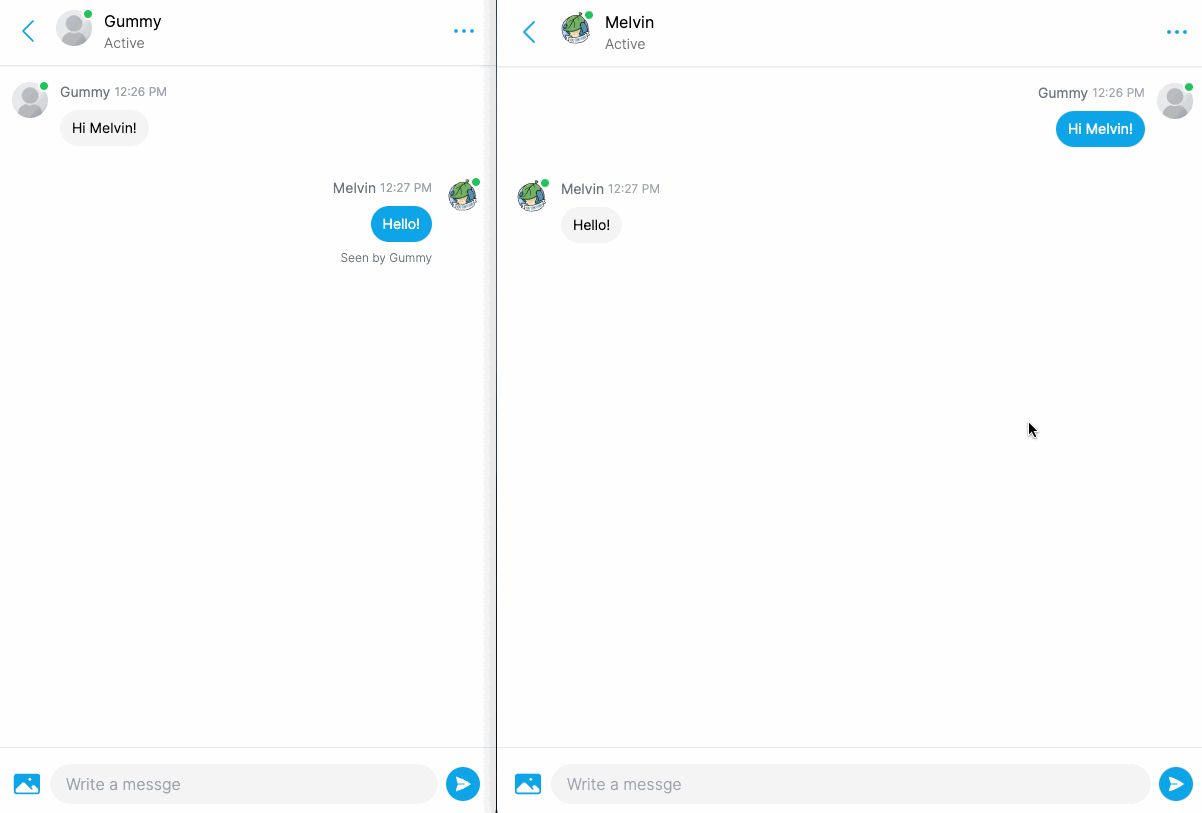 Gummy
Active
Gummy 12:26 PM
Hi Melvin!
Melvin 12:27 PM
Hello!
Seen by Gummy
Write a messge
Melvin
Active
Gummy 12:26 PM
Hi Melvin!
Melvin 12:27 PM
Hello!
Write a messge